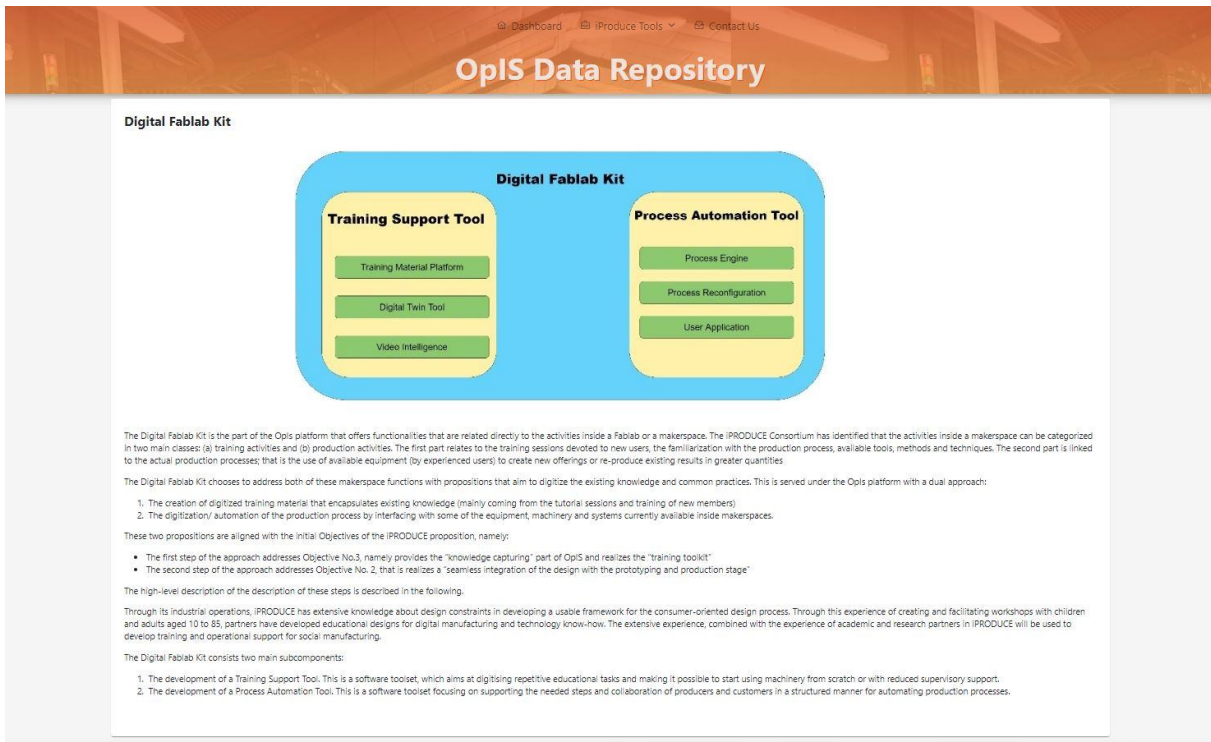 Dashboard iProduce Tools Contact Us
OpIS Data Repository
Digital Fablab Kit
Digital Fablab Kit
Training Support Tool
Training Material Platform
Digital Twin Tool
Video Intelligence
Process Automation Tool
Process Engine
Process Reconfiguration
User Application
The Digital Fablab Kit is the part of the OpIs platform that offers functionalities that are related directly to the activities inside a Fablab or a makerspace. The iPRODUCE Consortium has identified that the activities inside a makerspace can be categorized
in two main classes: (a) training activities and (b) production activities. The first part relates to the training sessions devoted to new users, the familiarization with the production process, available tools, methods and techniques. The second part is linked
to the actual production processes; that is the use of available equipment (by experienced users) to create new offerings or re-produce existing results in greater quantities
The Digital Fablab Kit chooses to address both of these makerspace functions with propositions that aim to digitize the existing knowledge and common practices. This is served under the OpIs platform with a dual approach:
1. The creation of digitized training material that encapsulates existing knowledge (mainly coming from the tutorial sessions and training of new members)
2. The digitization/ automation of the production process by interfacing with some of the equipment, machinery and systems currently available inside makerspaces.
These two propositions are aligned with the initial Objectives of the iPRODUCE proposition, namely:
• The first step of the approach addresses Objective No.3, namely provides the "knowledge capturing" part of OpIS and realizes the "training toolkit"
• The second step of the approach addresses Objective No. 2, that is realizes a "seamless integration of the design with the prototyping and production stage"
The high-level description of the description of these steps is described in the following.
Through its industrial operations, iPRODUCE has extensive knowledge about design constraints in developing a usable framework for the consumer-oriented design process. Through this experience of creating and facilitating workshops with children
and adults aged 10 to 85, partners have developed educational designs for digital manufacturing and technology know-how. The extensive experience, combined with the experience of academic and research partners in iPRODUCE will be used to
develop training and operational support for social manufacturing.
The Digital Fablab Kit consists two main subcomponents:
1. The development of a Training Support Tool. This is a software toolset, which aims at digitising repetitive educational tasks and making it possible to start using machinery from scratch or with reduced supervisory support.
2. The development of a Process Automation Tool. This is a software toolset focusing on supporting the needed steps and collaboration of producers and customers in a structured manner for automating production processes.